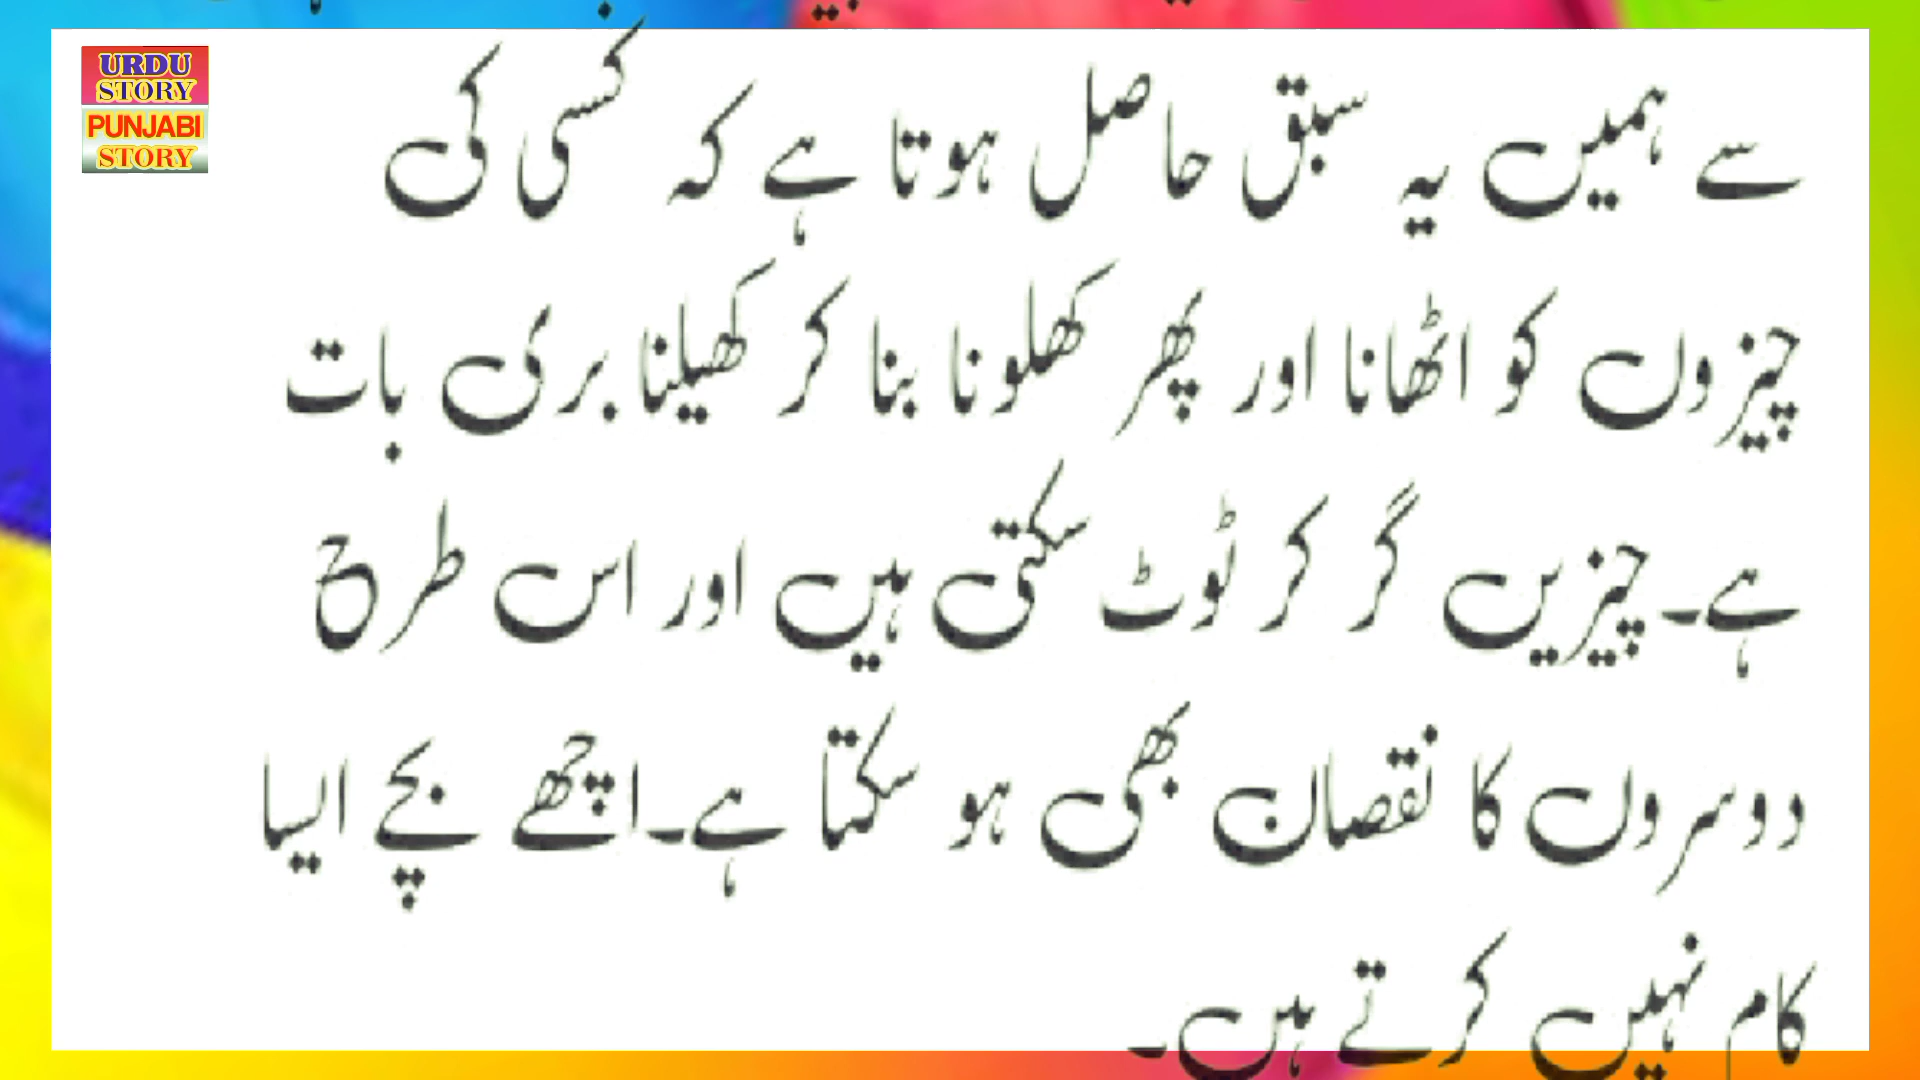 URDU
STORY
PUNJABI
STORY
سے ہمیں یہ سبق حاصل ہوتا ہے کہ کسی کی
چیزوں کو اٹھانا اور پھر کھلونا بنا کر کھیلنا بری بات
ہے۔ چیزیں گر کر ٹوٹ سکتی ہیں اور اس طرح
دوسروں کا نقصان بھی ہو سکتا ہے۔اچھے بچے ایسا
کام نہیں کرتے ہیں۔